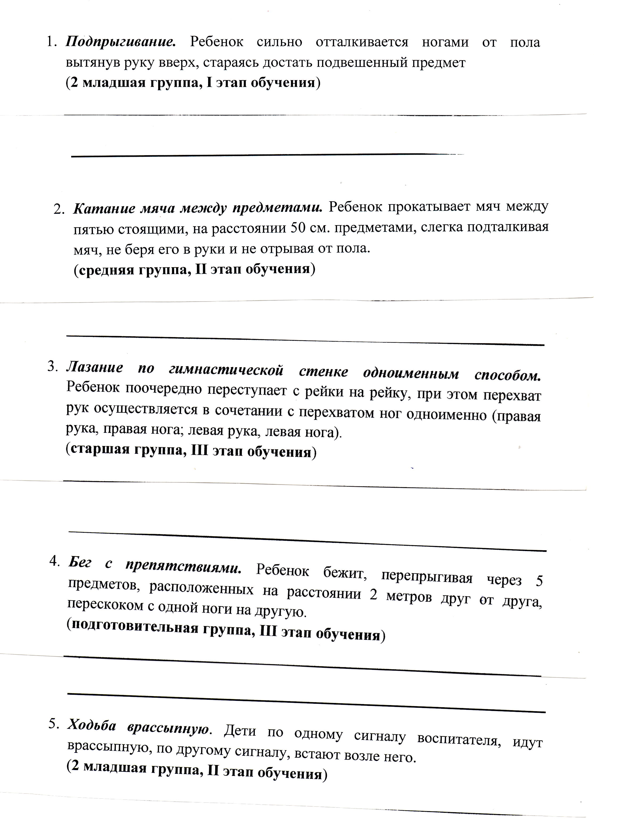 1. Подпрыгивание. Ребенок сильно отталкивается ногами от пола
вытянув руку вверх, стараясь достать подвешенный предмет
(2 младшая группа, I этап обучения)
2. Катание мяча между предметами. Ребенок прокатывает мяч между
пятью стоящими, на расстоянии 50 см. предметами, слегка подталкивая
мяч, не беря его в руки и не отрывая от пола.
(средняя группа, II этап обучения)
3. Лазание по гимнастической стенке одноименным способом.
Ребенок поочередно переступает с рейки на рейку, при этом перехват
рук осуществляется в сочетании с перехватом ног одноименно (правая
рука, правая нога; левая рука, левая нога).
(старшая группа, III этап обучения)
4. Бег с препятствиями. Ребенок бежит, перепрыгивая через 5
предметов, расположенных на расстоянии 2 метров друг от друга,
перескоком с одной ноги на другую.
(подготовительная группа, III этап обучения)
5. Ходьба врассыпную. Дети по одному сигналу воспитателя, идут
врассыпную, по другому сигналу, встают возле него.
(2 младшая группа, II этап обучения)